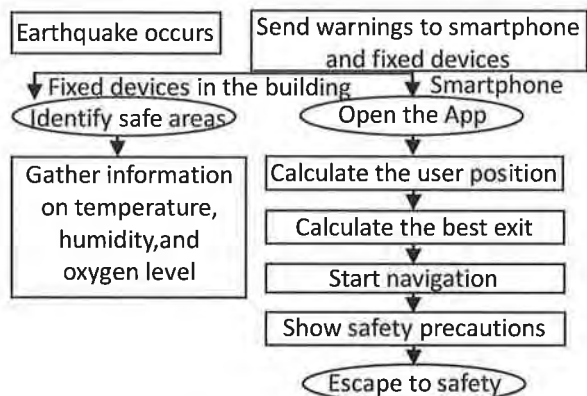 Earthquake occurs
Send warnings to smartphone
and fixed devices
Fixed devices in the building
Smartphone
Identify safe areas
Open the App
Gather information
on temperature,
humidity,and
oxygen level
Calculate the user position
Calculate the best exit
Start navigation
Show safety precautions
Escape to safety